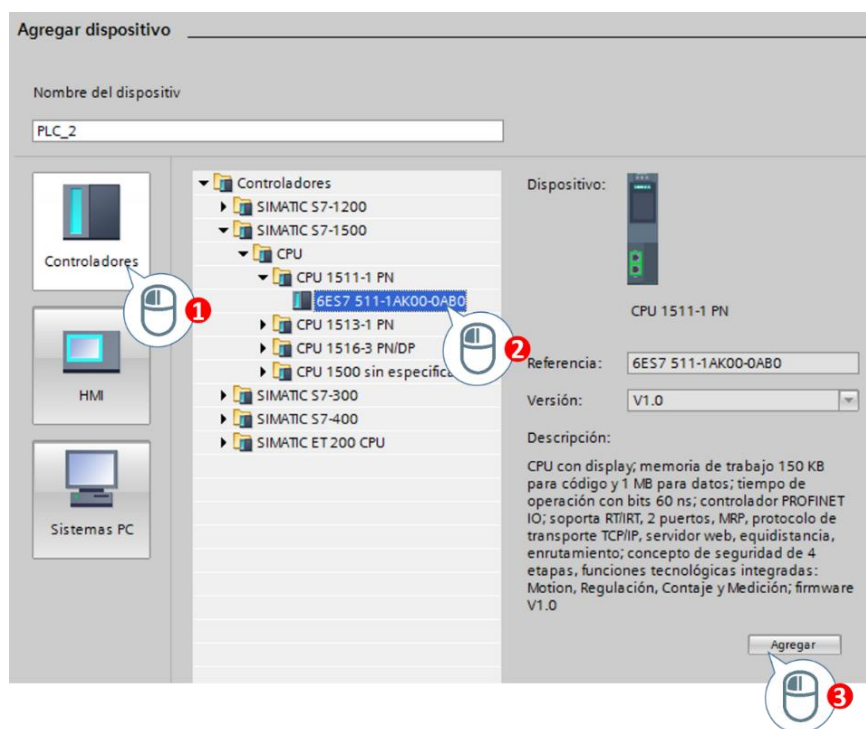 Agregar dispositivo
Nombre del dispositiv
PLC_2
Controladores
HMI
Sistemas PC
Controladores
SIMATIC S7-1200
SIMATIC S7-1500
CPU
CPU 1511-1 PN
6ES7 511-1AK00-0AB0
CPU 1513-1 PN
CPU 1516-3 PN/DP
CPU 1500 sin especifica
SIMATIC S7-300
SIMATIC S7-400
SIMATIC ET 200 CPU
1
2
Dispositivo:
CPU 1511-1 PN
Referencia: 6ES7 511-1AK00-0AB0
Versión: V1.0
Descripción:
CPU con display; memoria de trabajo 150 KB
para código y 1 MB para datos; tiempo de
operación con bits 60 ns; controlador PROFINET
IO; soporta RT/IRT, 2 puertos, MRP, protocolo de
transporte TCP/IP, servidor web, equidistancia,
enrutamiento; concepto de seguridad de 4
etapas, funciones tecnológicas integradas:
Motion, Regulación, Contaje y Medición; firmware
V1.0
Agregar
3